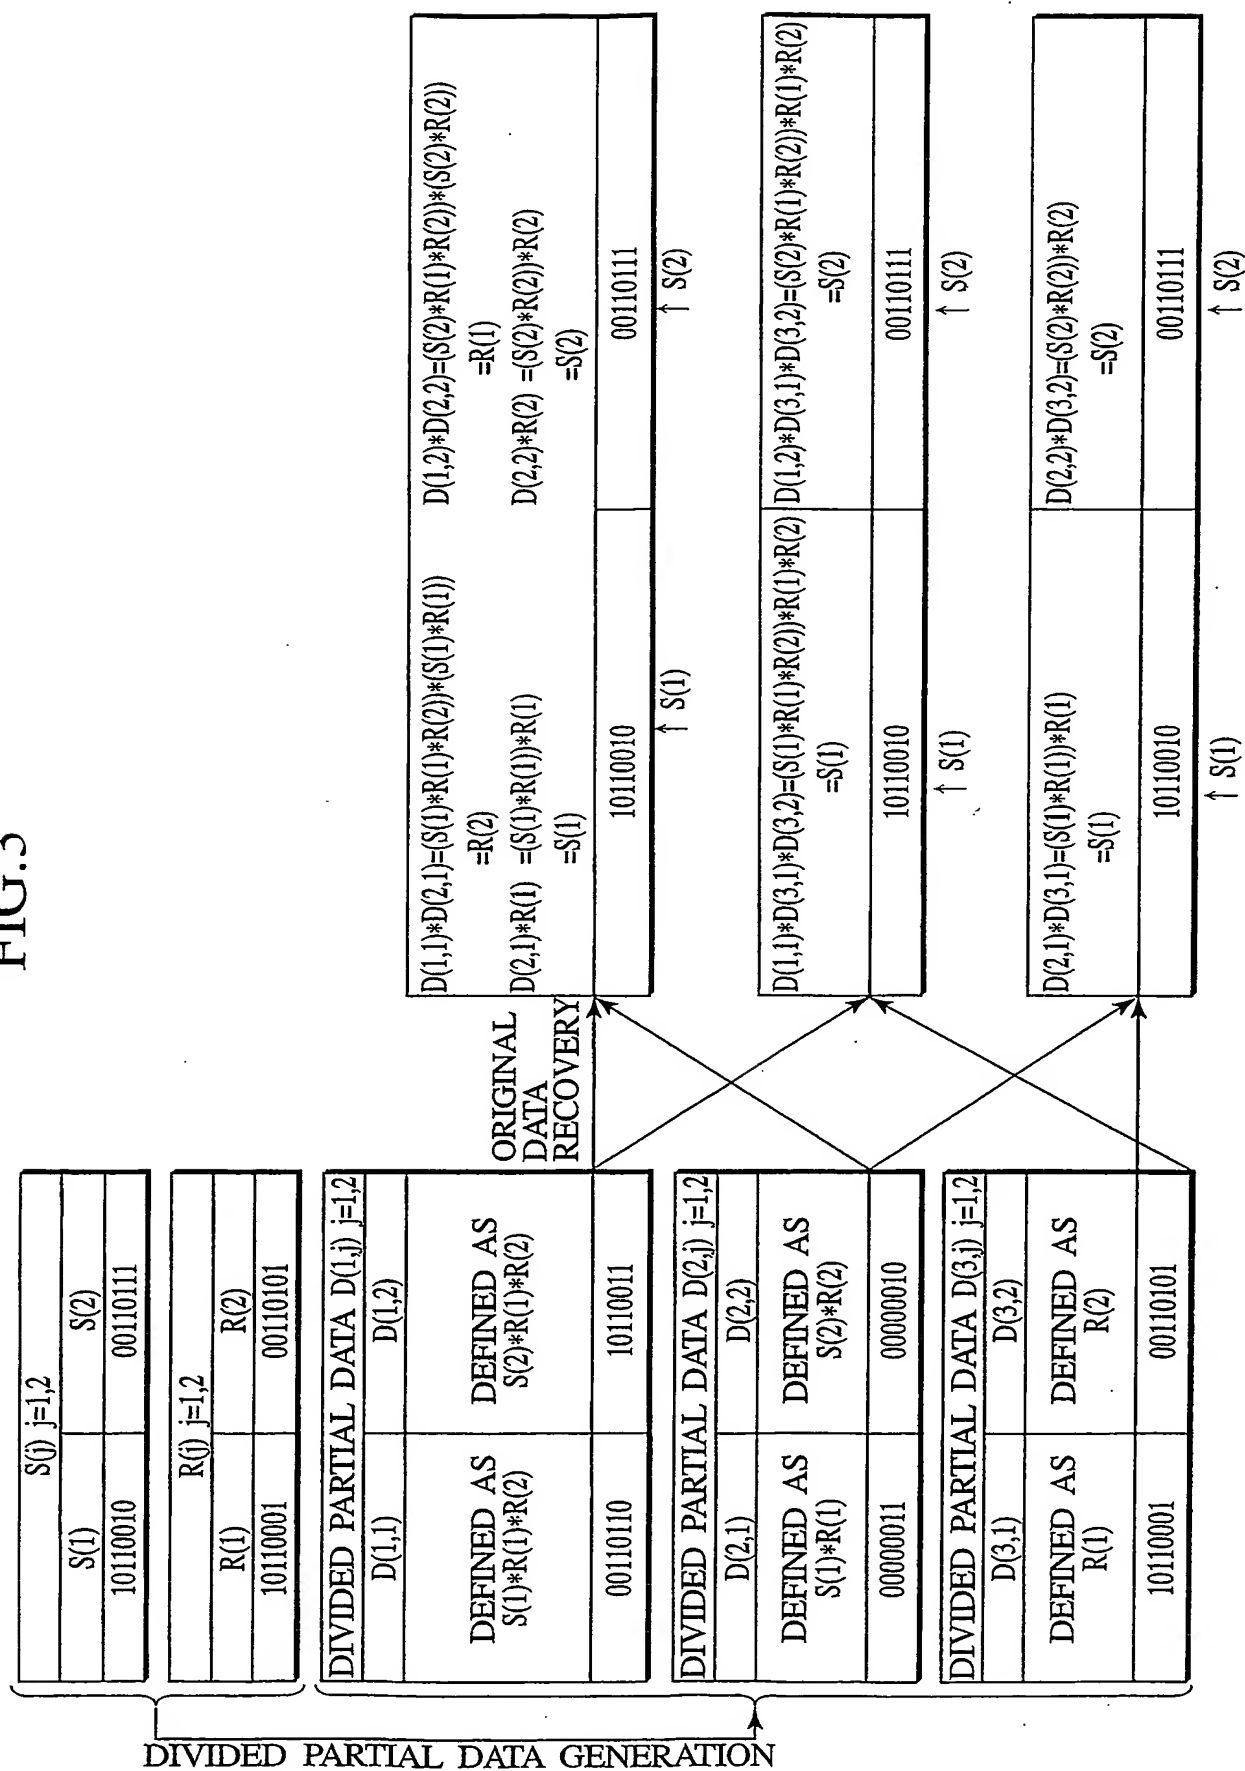 FIG.3
S(j) j=1,2
S(1) S(2)
10110010 00110111
R(j) j=1,2
R(1) R(2)
10110001 00110101
DIVIDED PARTIAL DATA D(1,j) j=1,2
D(1,1) D(1,2)
DEFINED AS DEFINED AS
S(1)*R(1)*R(2) S(2)*R(1)*R(2)
00110110 10110011
DIVIDED PARTIAL DATA D(2,j) j=1,2
D(2,1) D(2,2)
DEFINED AS DEFINED AS
S(1)*R(1) S(2)*R(2)
00000011 00000010
DIVIDED PARTIAL DATA D(3,j) j=1,2
D(3,1) D(3,2)
DEFINED AS DEFINED AS
R(1) R(2)
10110001 00110101
DIVIDED PARTIAL DATA GENERATION
ORIGINAL
DATA
RECOVERY
D(1,1)*D(2,1)=(S(1)*R(1)*R(2))*(S(1)*R(1)) D(1,2)*D(2,2)=(S(2)*R(1)*R(2))*(S(2)*R(2))
=R(2) =R(1)
D(2,1)*R(1) =(S(1)*R(1))*R(1) D(2,2)*R(2) =(S(2)*R(2))*R(2)
=S(1) =S(2)
10110010 00110111
↑ S(1) ↑ S(2)
D(1,1)*D(3,1)*D(3,2)=(S(1)*R(1)*R(2))*R(1)*R(2) D(1,2)*D(3,1)*D(3,2)=(S(2)*R(1)*R(2))*R(1)*R(2)
=S(1) =S(2)
10110010 00110111
↑ S(1) ↑ S(2)
D(2,1)*D(3,1)=(S(1)*R(1))*R(1) D(2,2)*D(3,2)=(S(2)*R(2))*R(2)
=S(1) =S(2)
10110010 00110111
↑ S(1) ↑ S(2)